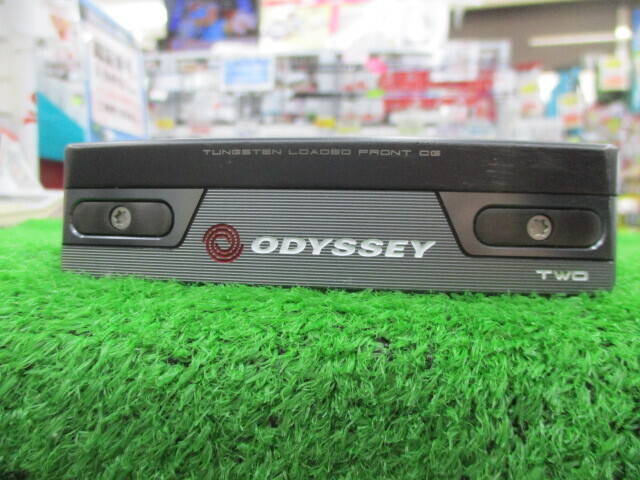 TUNGSTEN LOADED FRONT CG
ODYSSEY
TWO